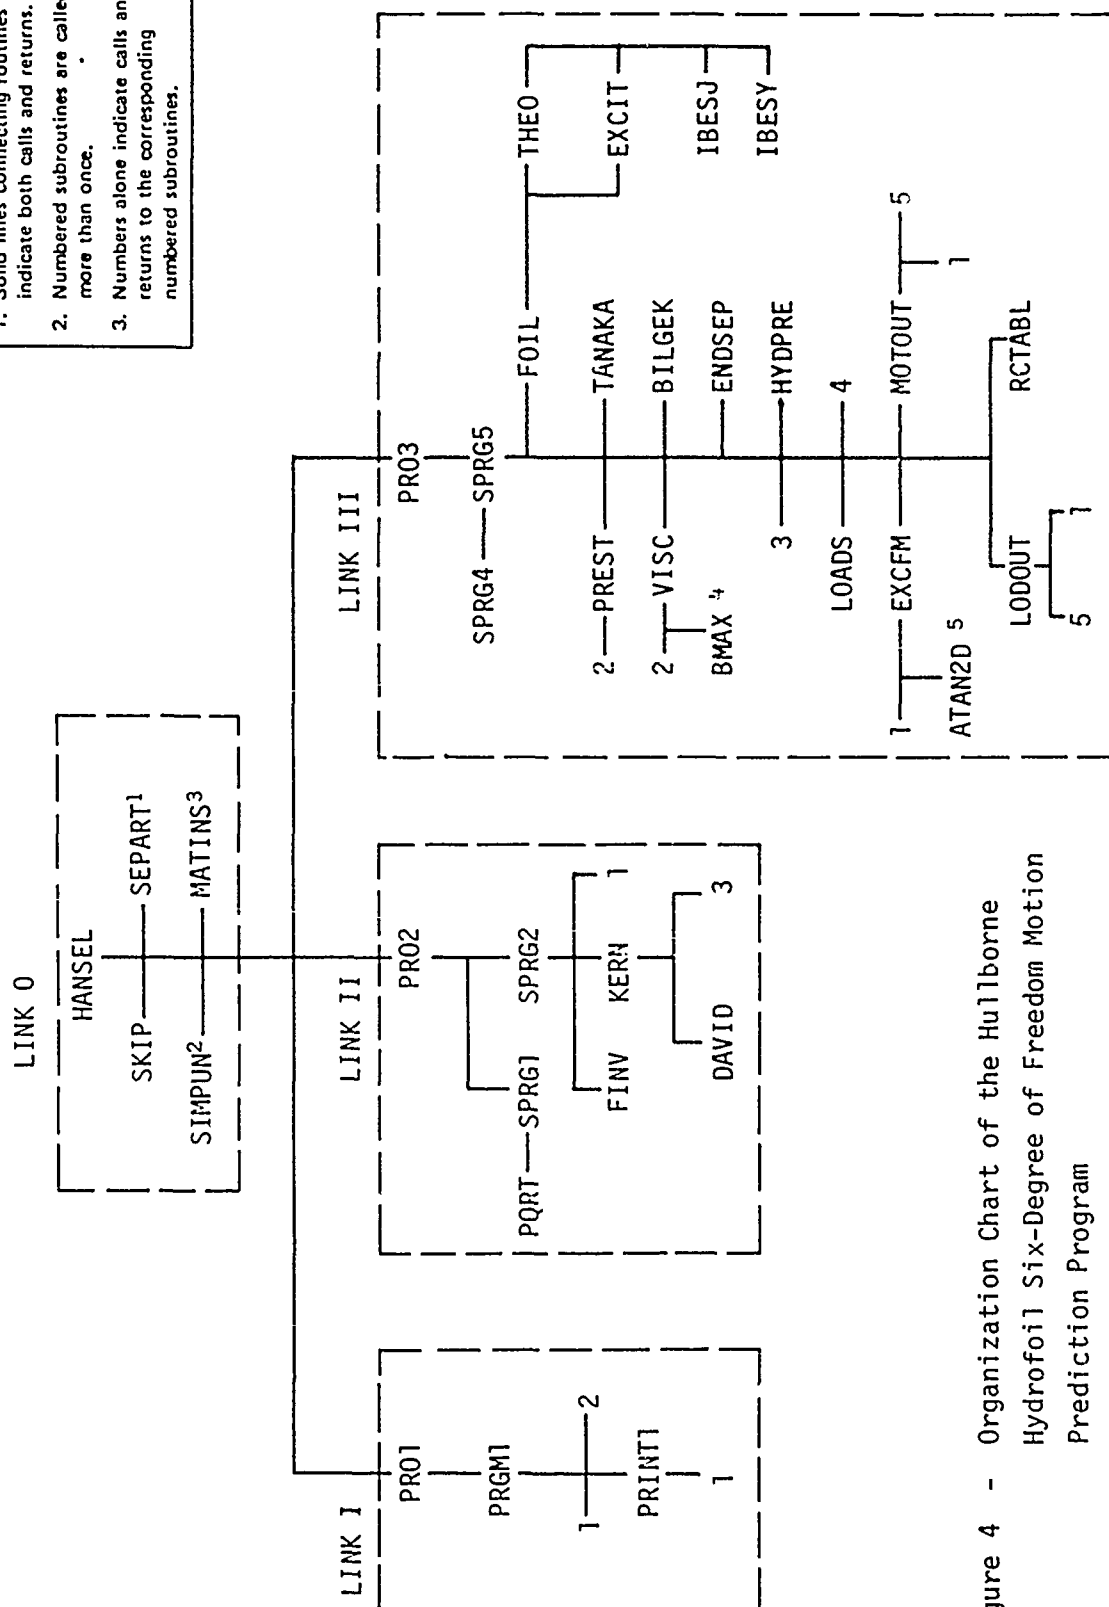 1. Solid lines connecting routines
indicate both calls and returns.
2. Numbered subroutines are called
more than once.
3. Numbers alone indicate calls an
returns to the corresponding
numbered subroutines.
LINK 0
HANSEL
SKIP SEPART1
SIMPUN2 MATINS3
LINK I
PRO1
PRGM1
1 2
PRINT1
1
LINK II
PRO2
PQRT SPRG1 SPRG2
FINV KERN 1
DAVID 3
LINK III
PRO3
SPRG4 SPRG5
FOIL THEO
EXCIT
IBESJ
IBESY
2 PREST TANAKA
2 VISC BILGEK
BMAX 4
ENDSEP
3 HYDPRE
LOADS 4
1 EXCFM MOTOUT 5
ATAN2D 5
1
LODOUT RCTABL
5 1
gure 4 - Organization Chart of the Hullborne
Hydrofoil Six-Degree of Freedom Motion
Prediction Program